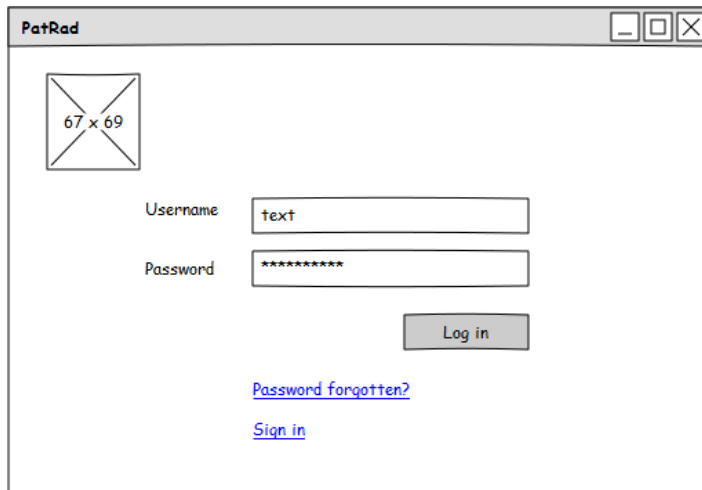 PatRad
67 x 69
Username text
Password **********
Log in
Password forgotten?
Sign in